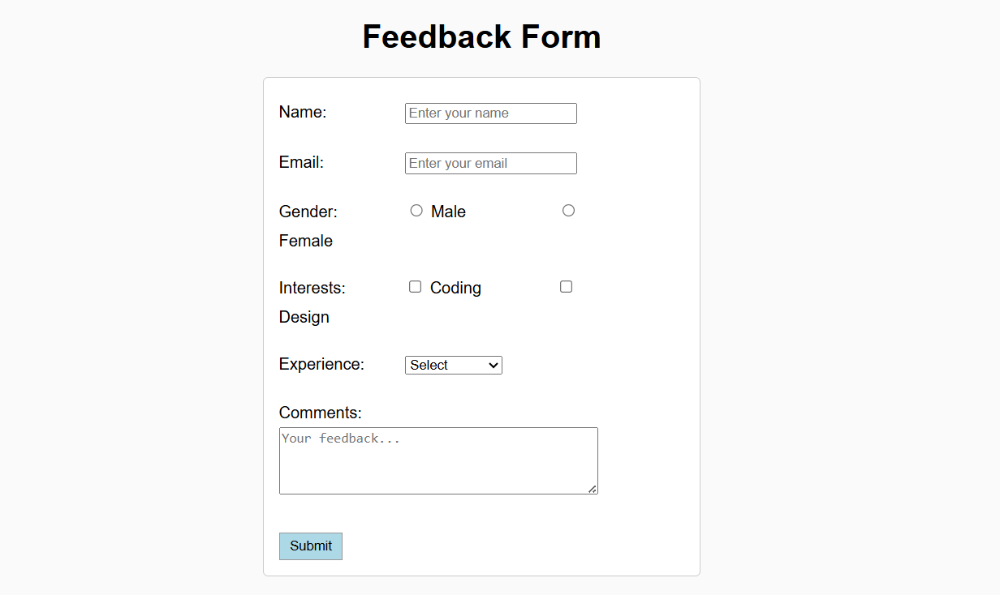 Feedback Form
Name: Enter your name
Email: Enter your email
Gender: Male
Female
Interests: Coding
Design
Experience: Select
Comments:
Your feedback...
Submit